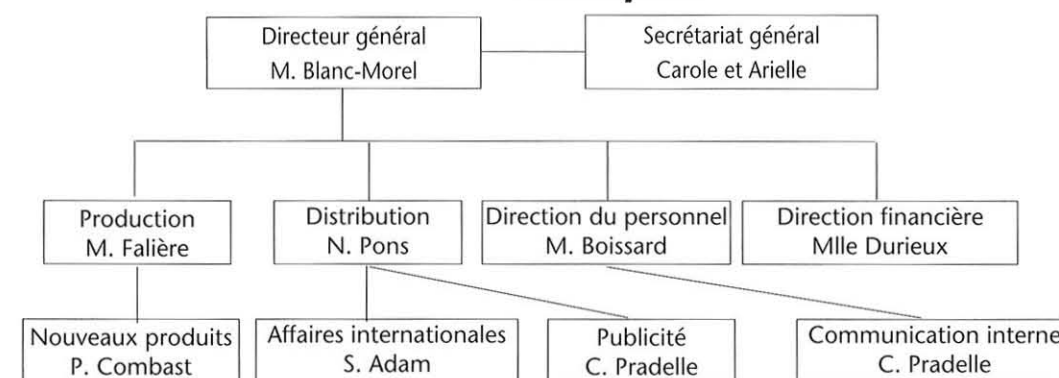 Directeur général
M. Blanc-Morel
Secrétariat général
Carole et Arielle
Production
M. Falière
Distribution
N. Pons
Direction du personnel
M. Boissard
Direction financière
Mlle Durieux
Nouveaux produits
P. Combast
Affaires internationales
S. Adam
Publicité
C. Pradelle
Communication interne
C. Pradelle